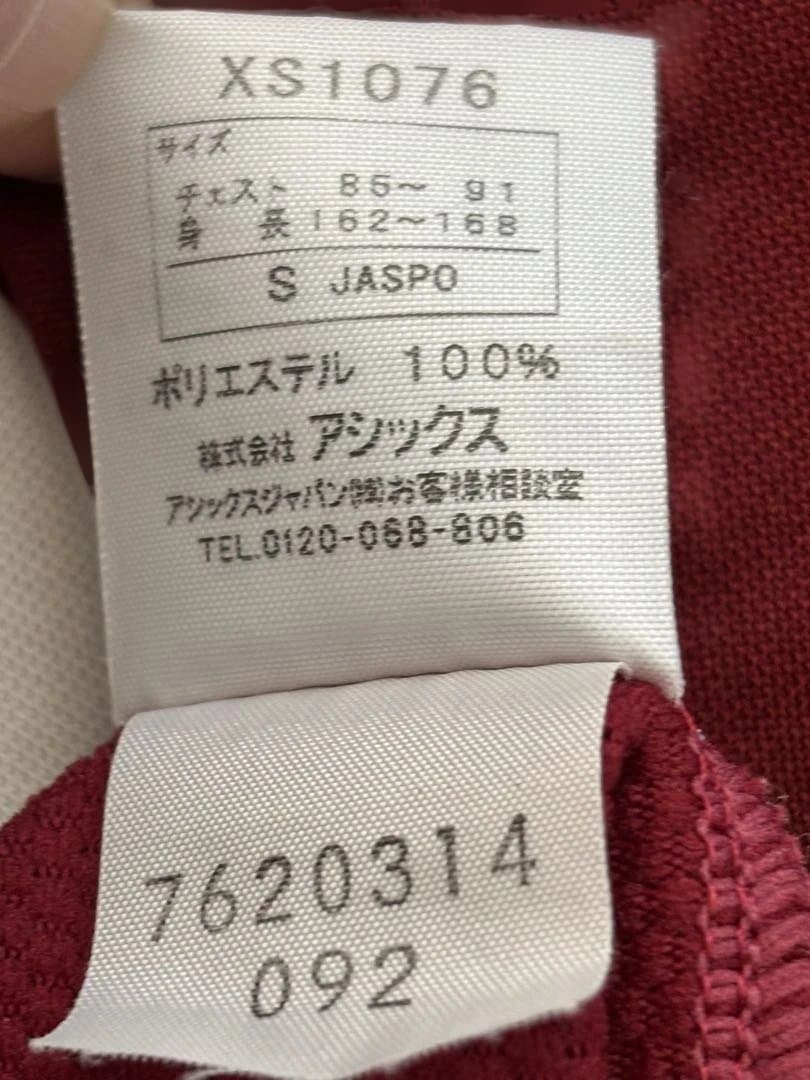 XS1076
サイズ
チェスト 85〜 91
身 長 162〜168
S JASPO
ポリエステル 100%
株式会社 アシックス
アシックスジャパン(株)お客様相談室
TEL.0120-068-806
7620314
092